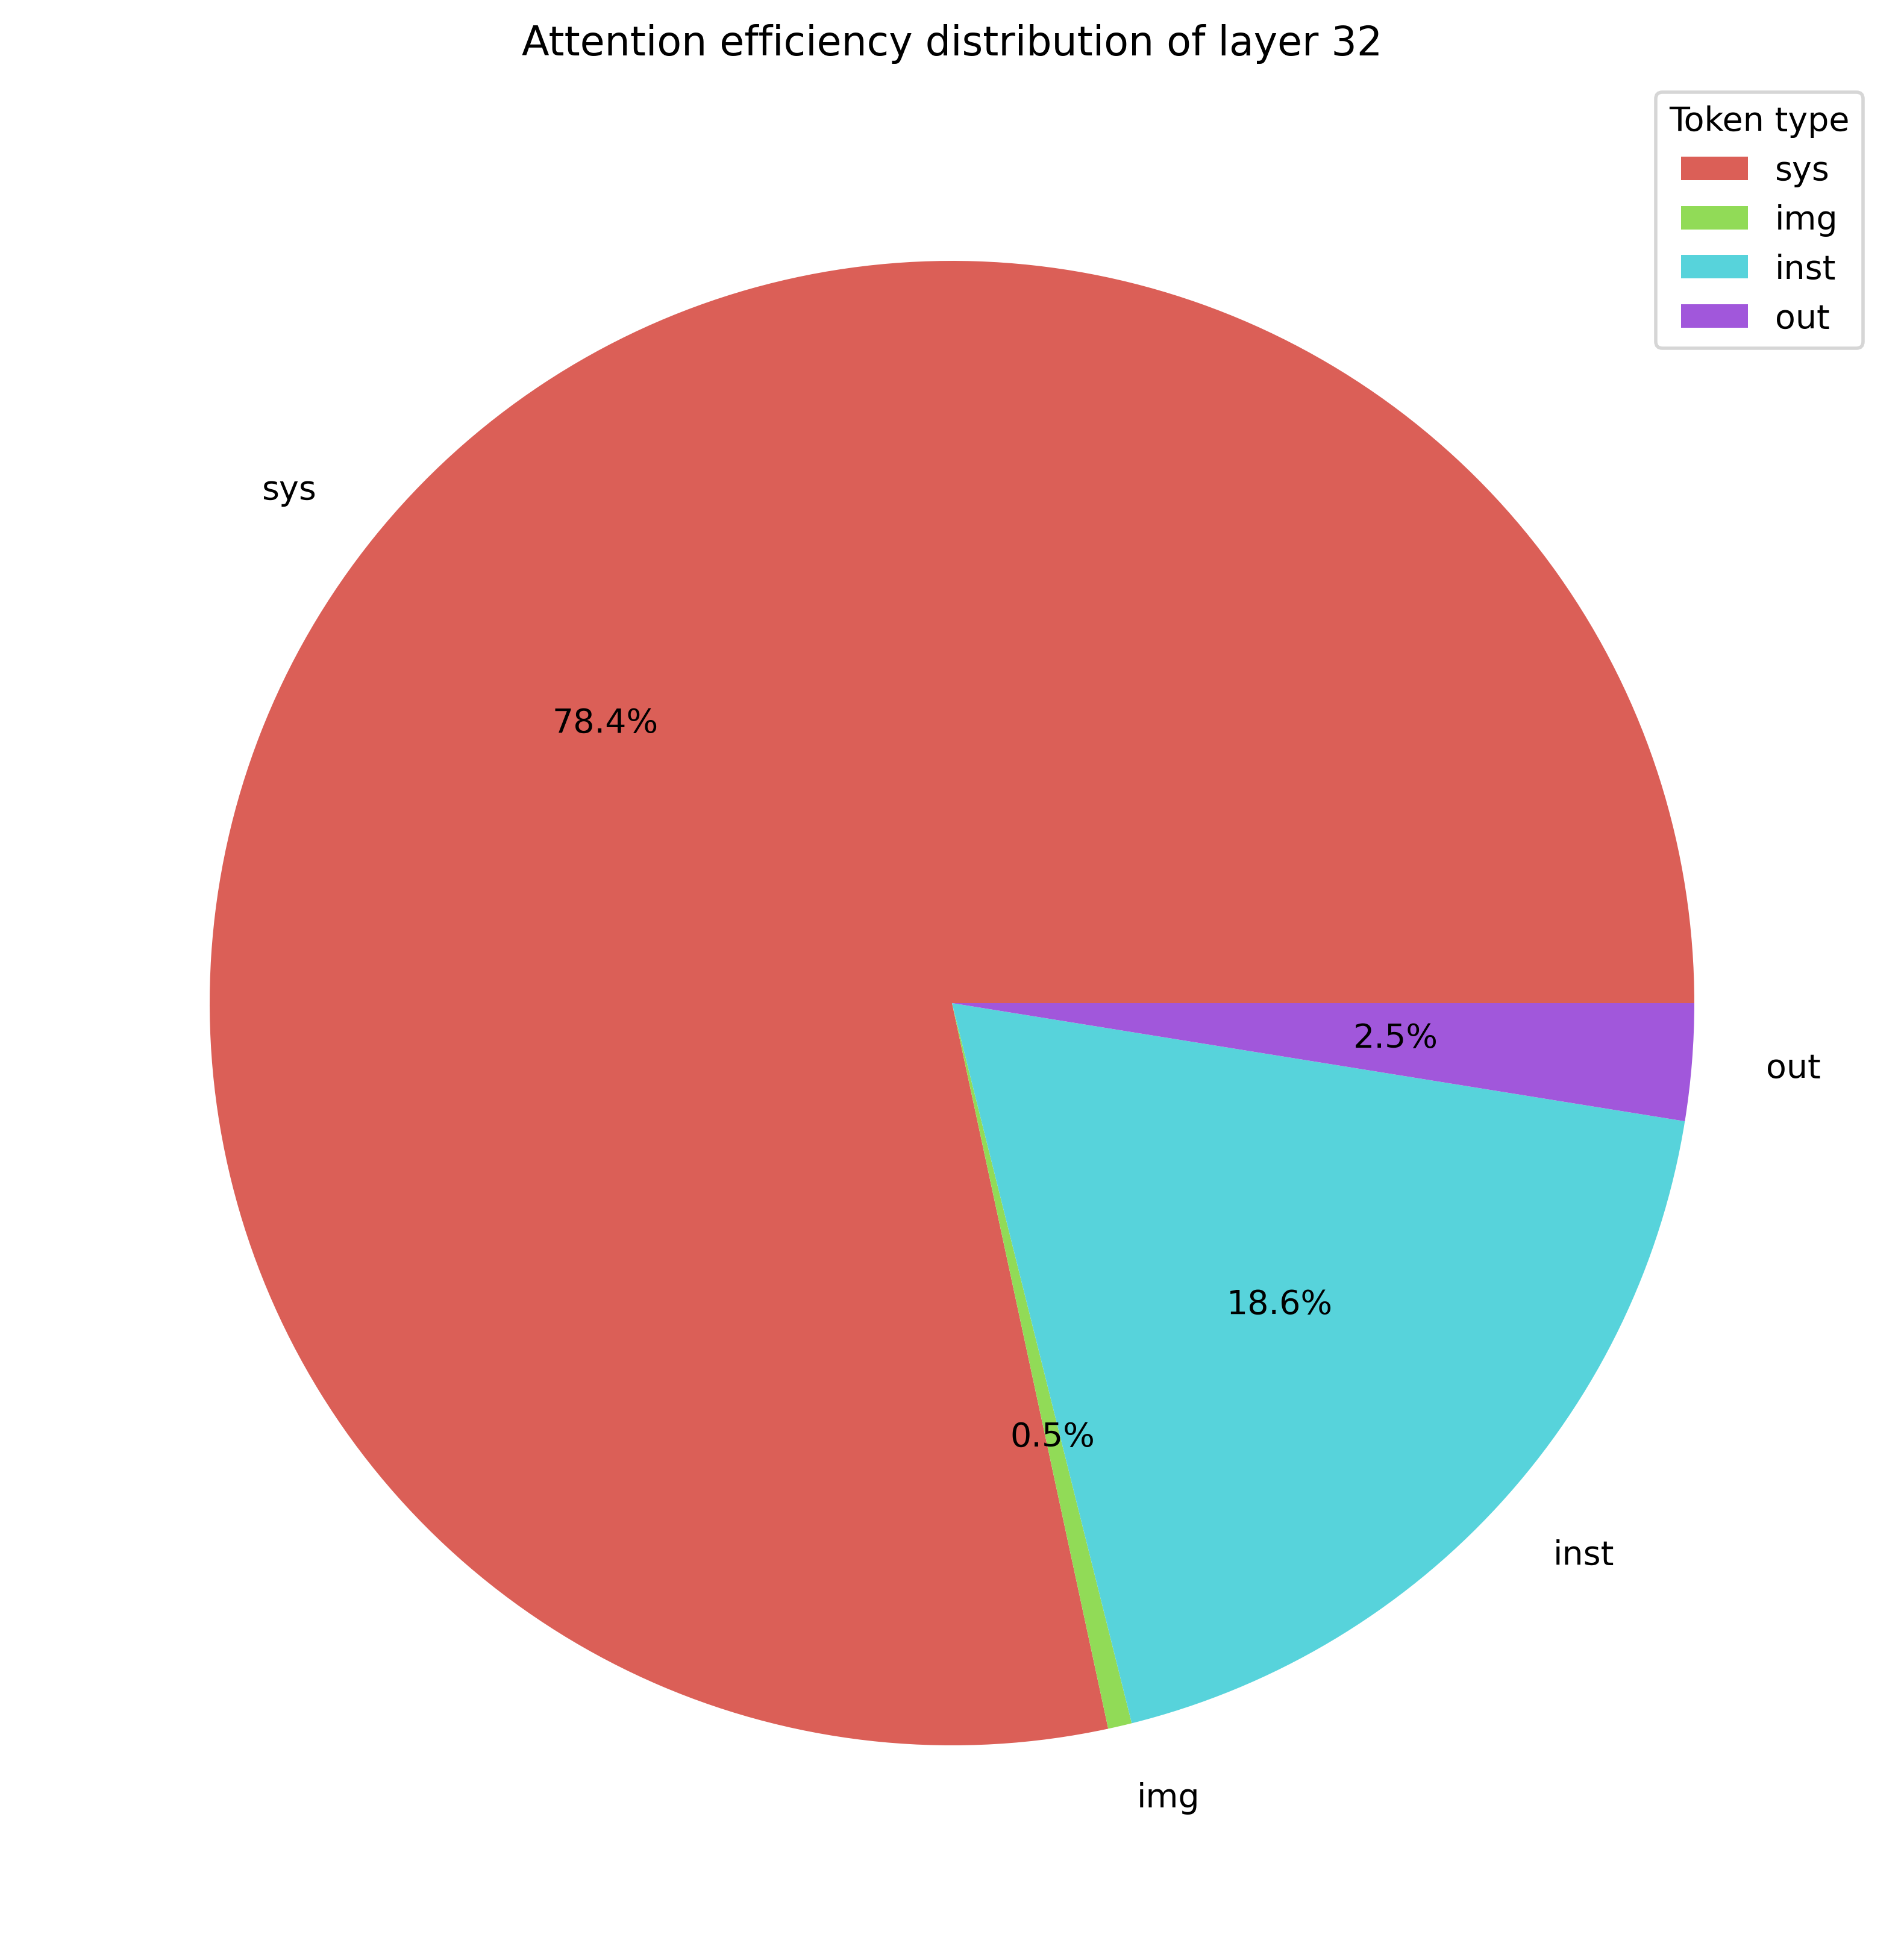 Attention efficiency distribution of layer 32
Token type
sys
img
inst
out
sys
78.4%
2.5%
out
18.6%
0.5%
inst
img